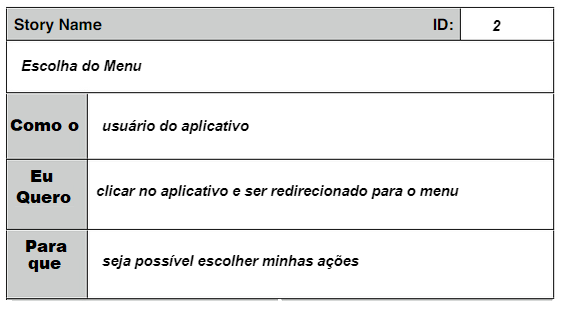 Story Name ID: 2
Escolha do Menu
Como o usuário do aplicativo
Eu
Quero
clicar no aplicativo e ser redirecionado para o menu
Para
que
seja possível escolher minhas ações